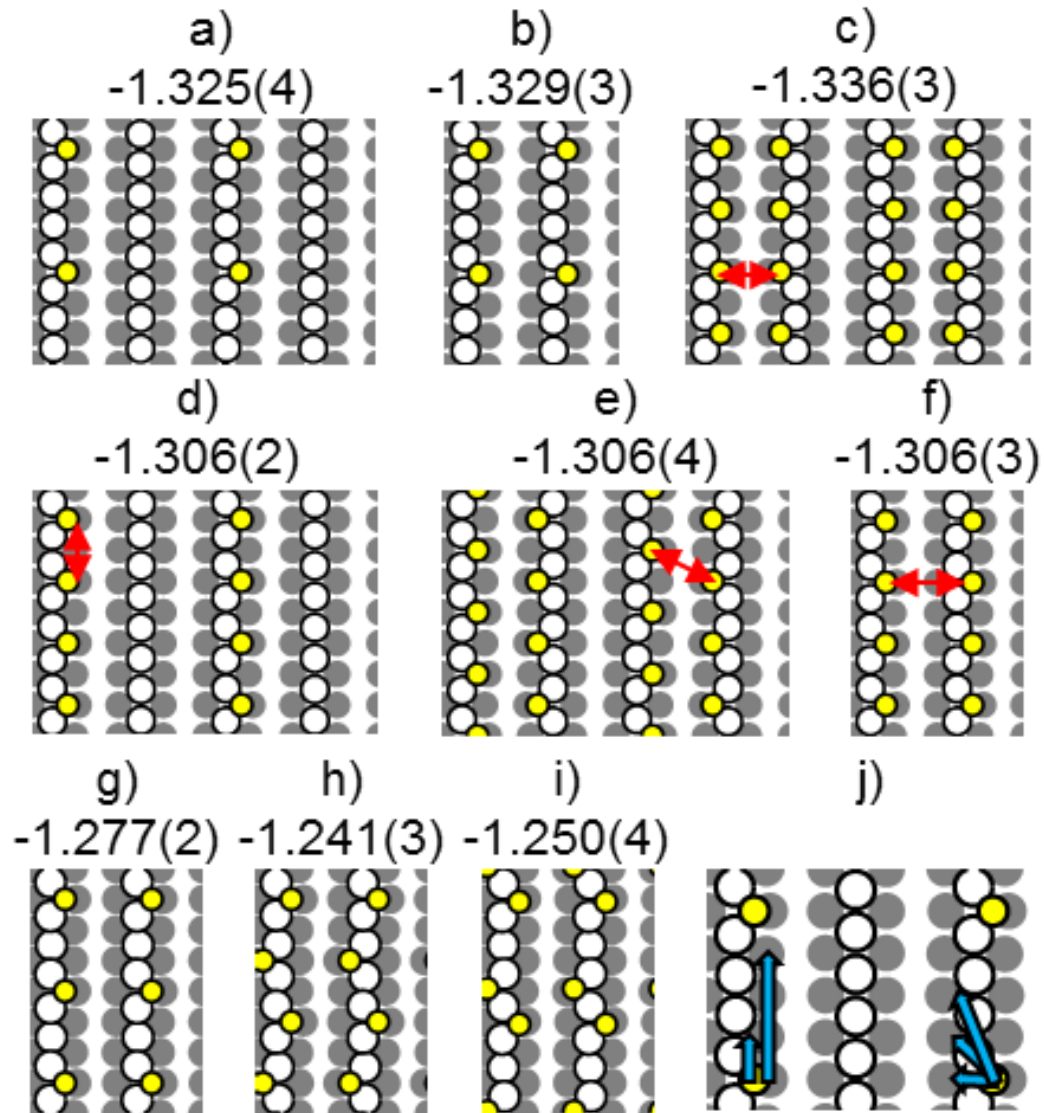 a) b) c)
-1.325(4) -1.329(3) -1.336(3)
d) e) f)
-1.306(2) -1.306(4) -1.306(3)
g) h) i) j)
-1.277(2) -1.241(3) -1.250(4)